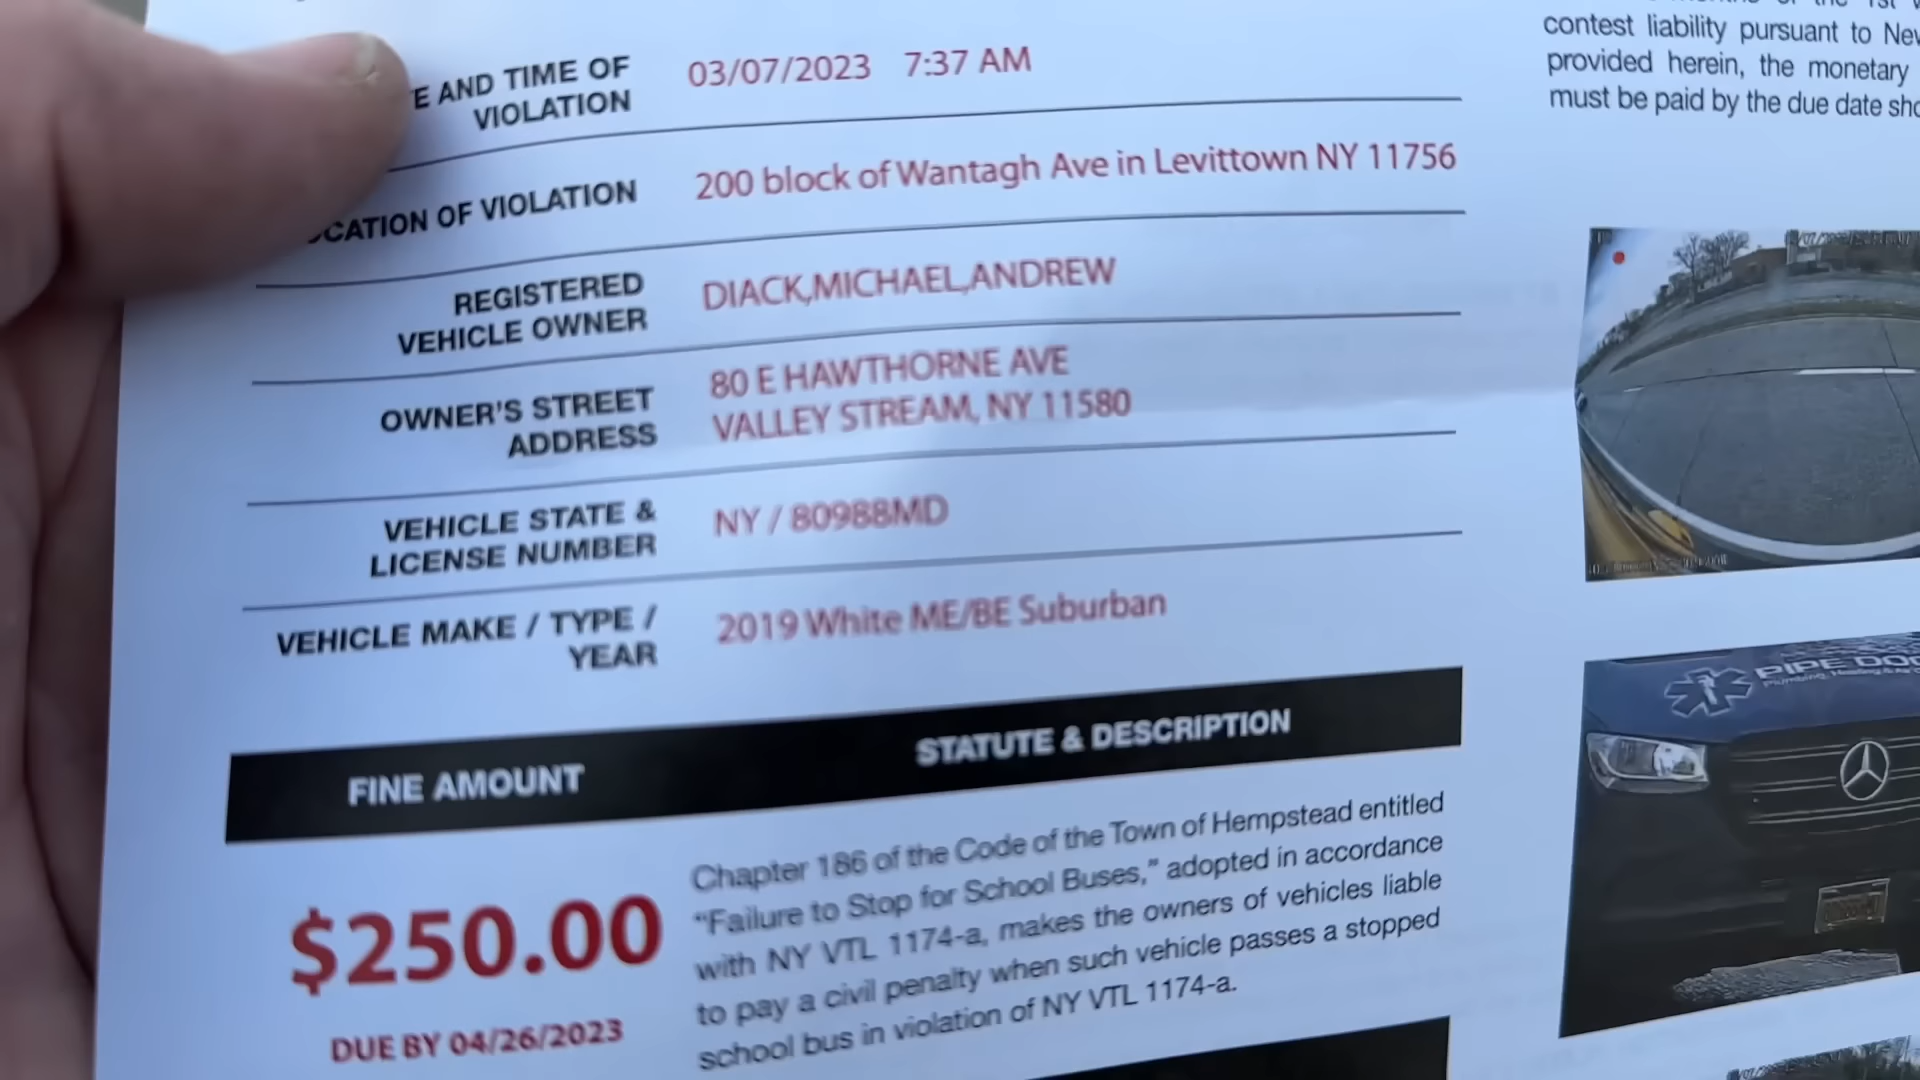 contest liability pursuant to
provided herein, the monetary
must be paid by the due date
E AND TIME OF
VIOLATION
03/07/2023 7:37 AM
CATION OF VIOLATION
200 block of Wantagh Ave in Levittown NY 11756
REGISTERED
VEHICLE OWNER
DIACK,MICHAEL,ANDREW
OWNER'S STREET
ADDRESS
80 E HAWTHORNE AVE
VALLEY STREAM, NY 11580
VEHICLE STATE &
LICENSE NUMBER
NY / 80988MD
VEHICLE MAKE / TYPE /
YEAR
2019 White ME/BE Suburban
FINE AMOUNT
STATUTE & DESCRIPTION
$250.00
DUE BY 04/26/2023
Chapter 186 of the Code of the Town of Hempstead entitled
“Failure to Stop for School Buses,” adopted in accordance
with NY VTL 1174-a, makes the owners of vehicles liable
to pay a civil penalty when such vehicle passes a stopped
school bus in violation of NY VTL 1174-a.
PIPE DOC